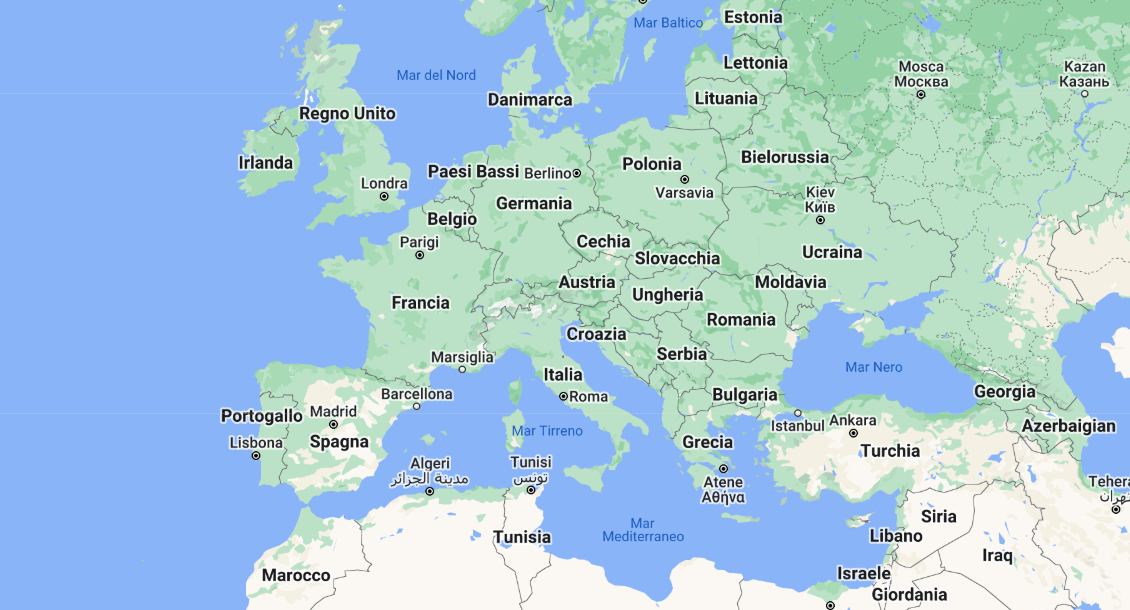 Estonia
Mar Baltico
Lettonia
Mosca
Москва
Kazan
Казань
Mar del Nord
Danimarca
Lituania
Regno Unito
Irlanda
Bielorussia
Polonia
Paesi Bassi
Berlino
Londra
Varsavia
Kiev
Київ
Germania
Belgio
Parigi
Cechia
Ucraina
Slovacchia
Austria
Moldavia
Ungheria
Francia
Romania
Croazia
Serbia
Marsiglia
Mar Nero
Italia
Barcellona
Bulgaria
Georgia
Roma
Portogallo
Madrid
Istanbul
Ankara
Azerbaigian
Mar Tirreno
Lisbona
Spagna
Grecia
Turchia
Algeri
مدينة الجزائر
Tunisi
تونس
Atene
Αθήνα
Siria
Mar
Mediterraneo
Tunisia
Libano
Iraq
Marocco
Israele
Giordania